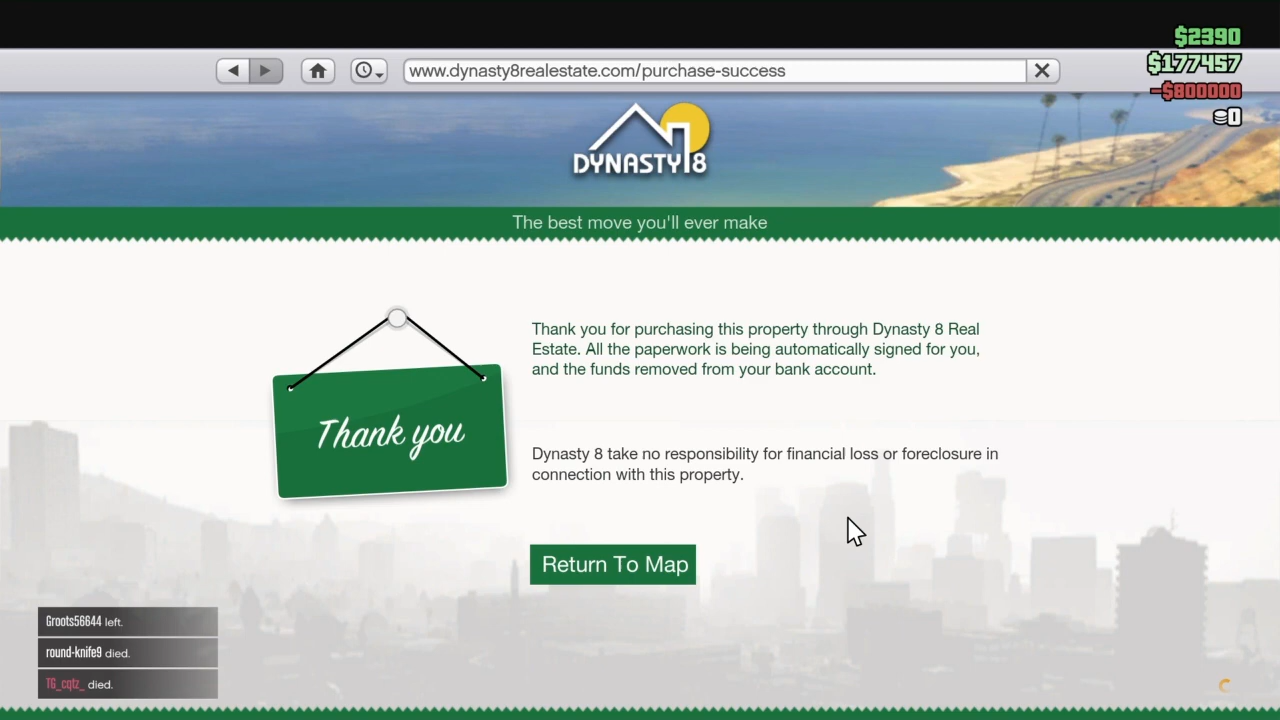 $2390
www.dynasty8realestate.com/purchase-success
$177457
-$800000
0
DYNASTY 8
The best move you'll ever make
Thank you for purchasing this property through Dynasty 8 Real
Estate. All the paperwork is being automatically signed for you,
and the funds removed from your bank account.
Thank you
Dynasty 8 take no responsibility for financial loss or foreclosure in
connection with this property.
Return To Map
Groots56644 left.
round-knife9 died.
TG_cqtz_ died.